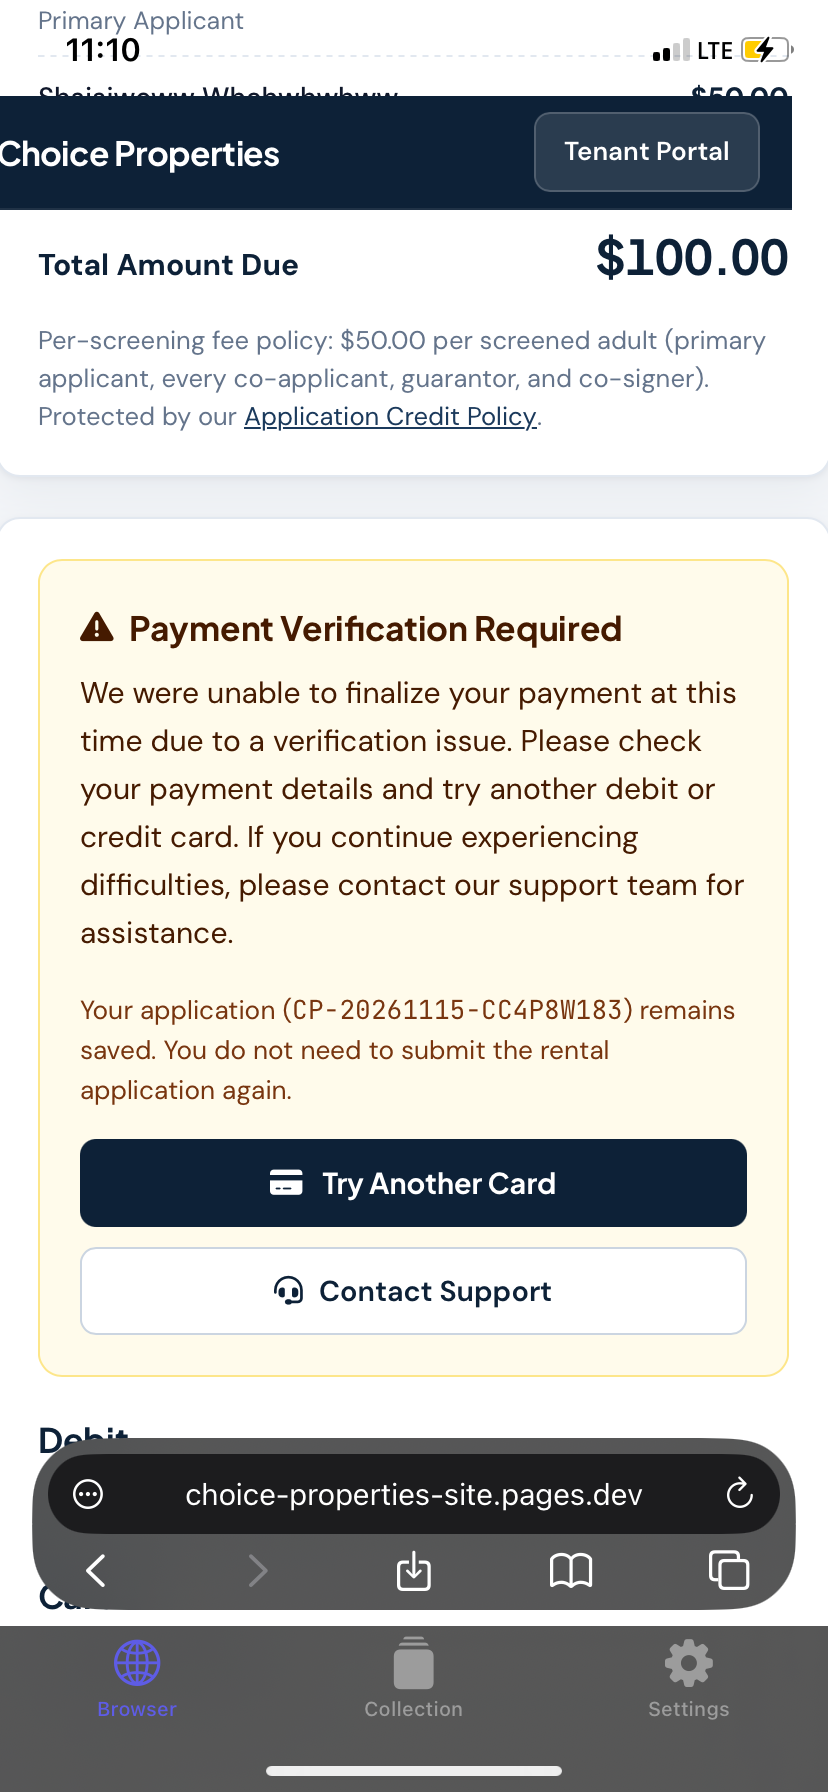 Primary Applicant
11:10
LTE
$50.00
Choice Properties
Tenant Portal
Total Amount Due
$100.00
Per-screening fee policy: $50.00 per screened adult (primary
applicant, every co-applicant, guarantor, and co-signer).
Protected by our Application Credit Policy.
Payment Verification Required
We were unable to finalize your payment at this
time due to a verification issue. Please check
your payment details and try another debit or
credit card. If you continue experiencing
difficulties, please contact our support team for
assistance.
Your application (CP-20261115-CC4P8W183) remains
saved. You do not need to submit the rental
application again.
Try Another Card
Contact Support
Debit
choice-properties-site.pages.dev
Browser
Collection
Settings